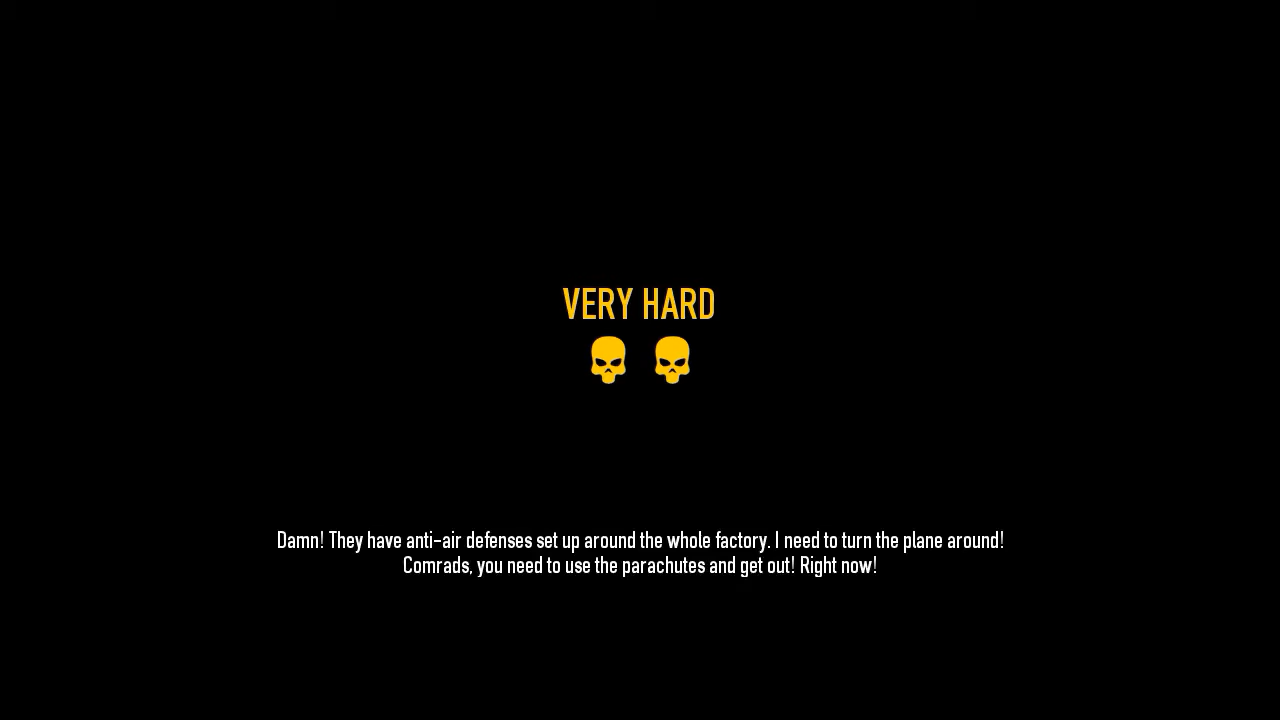 VERY HARD
Damn! They have anti-air defenses set up around the whole factory. I need to turn the plane around!
Comrads, you need to use the parachutes and get out! Right now!